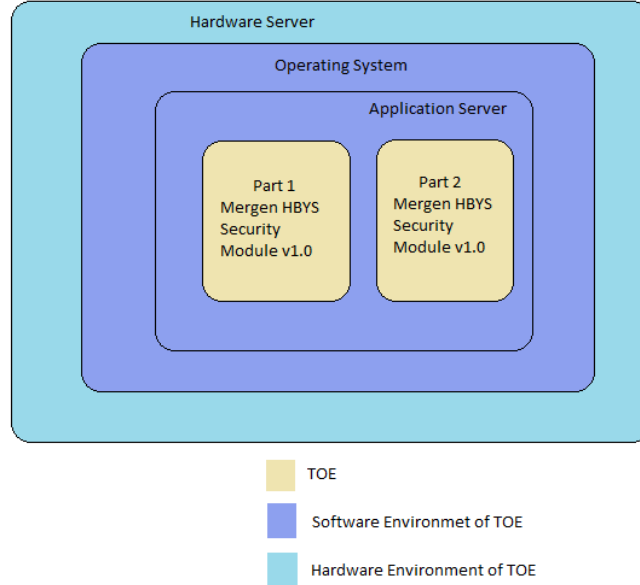 Hardware Server
Operating System
Application Server
Part 1
Mergen HBYS
Security
Module v1.0
Part 2
Mergen HBYS
Security
Module v1.0
TOE
Software Environmet of TOE
Hardware Environment of TOE